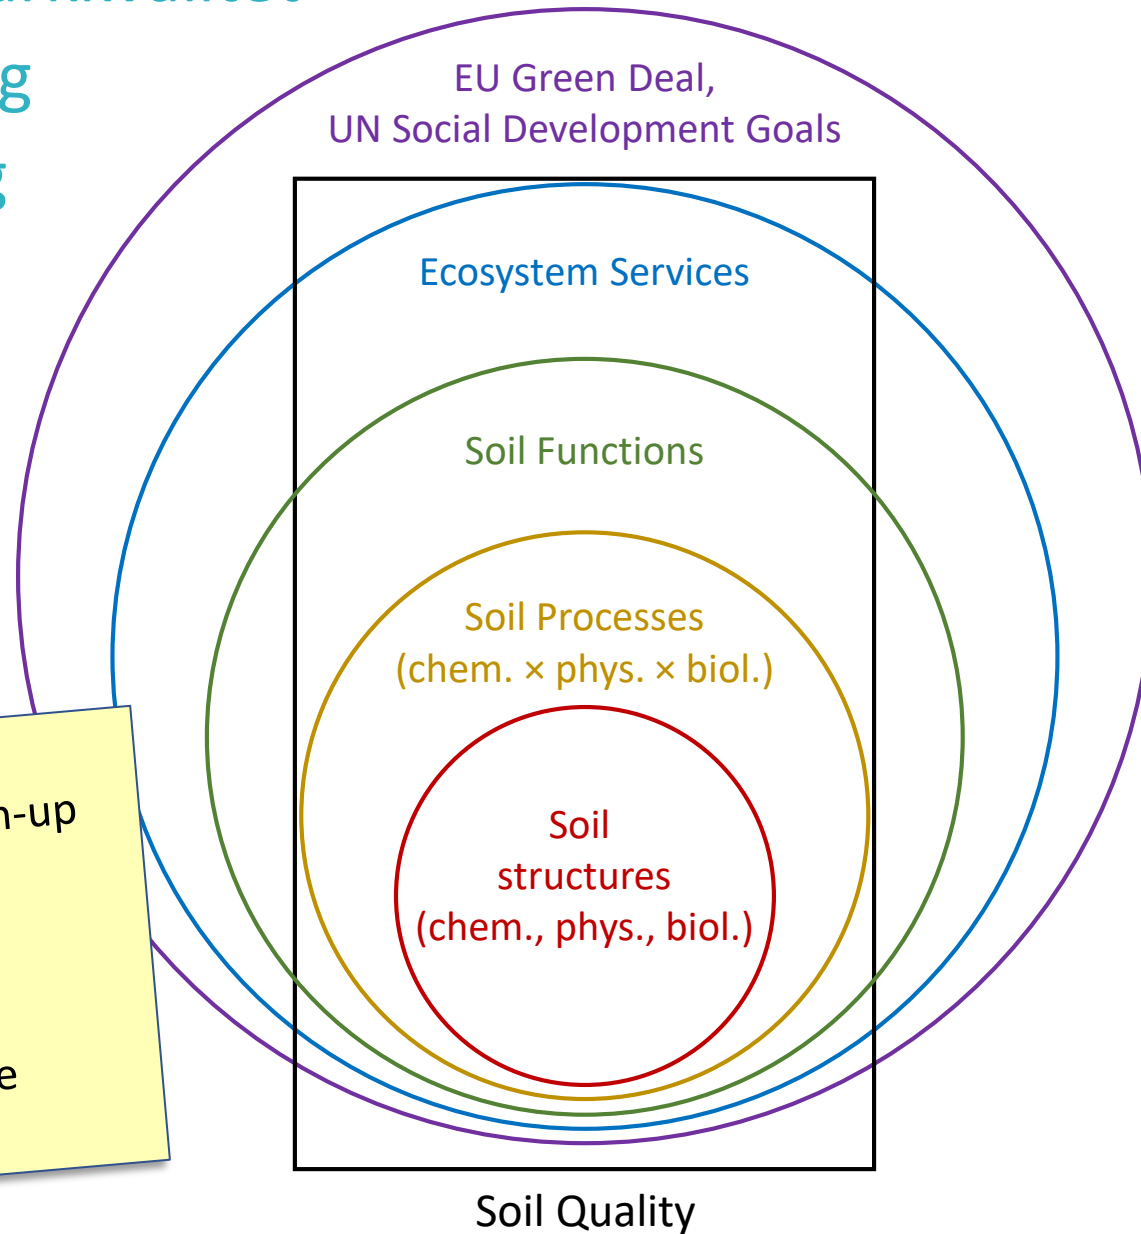 g
g
EU Green Deal,
UN Social Development Goals
Ecosystem Services
Soil Functions
Soil Processes
(chem. × phys. × biol.)
Soil
structures
(chem., phys., biol.)
n-up
e
Soil Quality